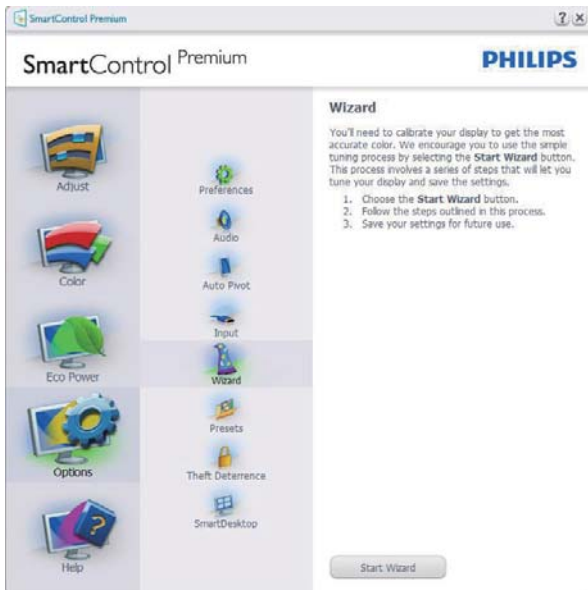 SmartControl Premium
? x
SmartControl Premium
PHILIPS
Adjust
Color
Eco Power
Options
Help
Preferences
Audio
Auto Pivot
Input
Wizard
Presets
Theft Deterrence
SmartDesktop
Wizard
You'll need to calibrate your display to get the most
accurate color. We encourage you to use the simple
tuning process by selecting the Start Wizard button.
This process involves a series of steps that will let you
tune your display and save the settings.
1. Choose the Start Wizard button.
2. Follow the steps outlined in this process.
3. Save your settings for future use.
Start Wizard